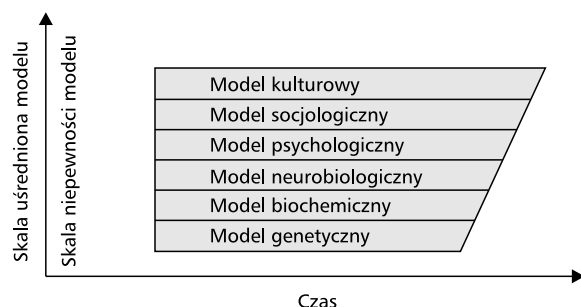 Skala uśredniona modelu
Skala niepewności modelu
Model kulturowy
Model socjologiczny
Model psychologiczny
Model neurobiologiczny
Model biochemiczny
Model genetyczny
Czas